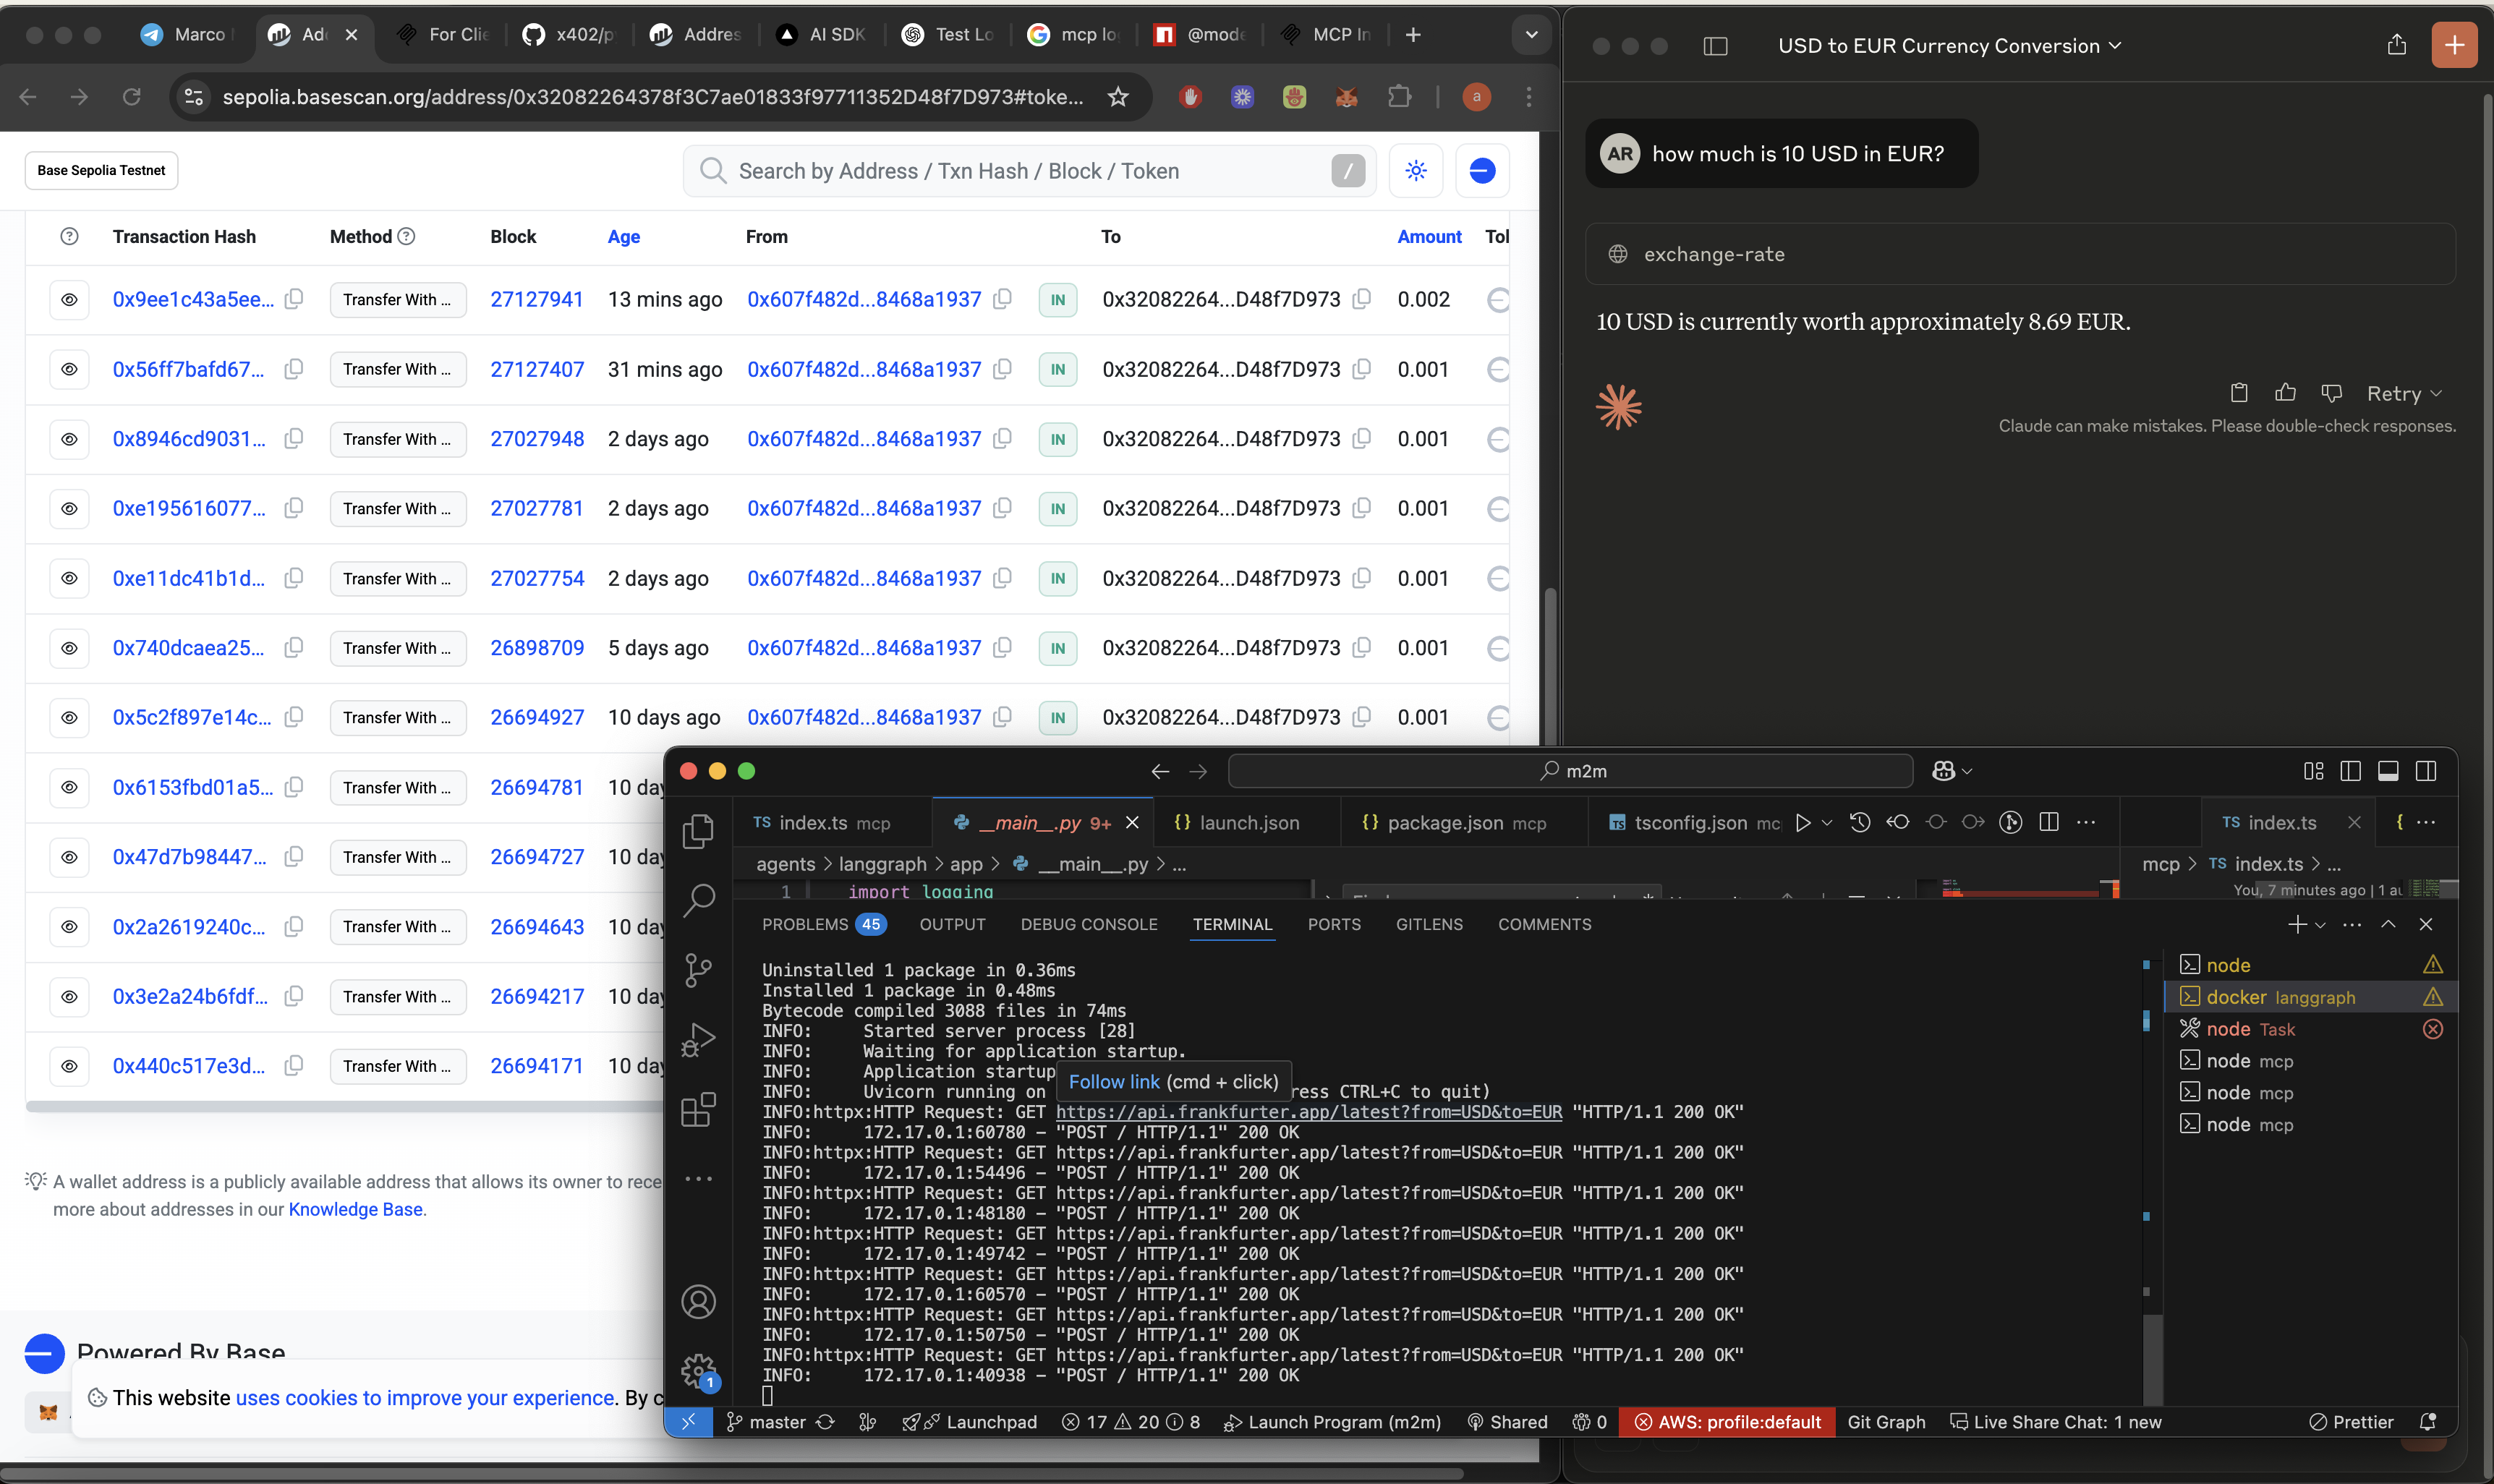 Marco
Ad
For Clie
x402/p
Addres
AI SDK
Test Lo
mcp lo
@mode
MCP In
sepolia.basescan.org/address/0x32082264378f3C7ae01833f97711352D48f7D973#toke...
a
Base Sepolia Testnet
Search by Address / Txn Hash / Block / Token
/
Transaction Hash Method Block Age From To Amount Tol
0x9ee1c43a5ee... Transfer With ... 27127941 13 mins ago 0x607f482d...8468a1937 IN 0x32082264...D48f7D973 0.002
0x56ff7bafd67... Transfer With ... 27127407 31 mins ago 0x607f482d...8468a1937 IN 0x32082264...D48f7D973 0.001
0x8946cd9031... Transfer With ... 27027948 2 days ago 0x607f482d...8468a1937 IN 0x32082264...D48f7D973 0.001
0xe195616077... Transfer With ... 27027781 2 days ago 0x607f482d...8468a1937 IN 0x32082264...D48f7D973 0.001
0xe11dc41b1d... Transfer With ... 27027754 2 days ago 0x607f482d...8468a1937 IN 0x32082264...D48f7D973 0.001
0x740dcaea25... Transfer With ... 26898709 5 days ago 0x607f482d...8468a1937 IN 0x32082264...D48f7D973 0.001
0x5c2f897e14c... Transfer With ... 26694927 10 days ago 0x607f482d...8468a1937 IN 0x32082264...D48f7D973 0.001
0x6153fbd01a5... Transfer With ... 26694781 10 day
0x47d7b98447... Transfer With ... 26694727 10 day
0x2a2619240c... Transfer With ... 26694643 10 day
0x3e2a24b6fdf... Transfer With ... 26694217 10 day
0x440c517e3d... Transfer With ... 26694171 10 day
A wallet address is a publicly available address that allows its owner to rece
more about addresses in our Knowledge Base.
Powered By Base
This website uses cookies to improve your experience. By c
USD to EUR Currency Conversion
AR how much is 10 USD in EUR?
exchange-rate
10 USD is currently worth approximately 8.69 EUR.
Retry
Claude can make mistakes. Please double-check responses.
m2m
TS index.ts mcp
__main__.py 9+
{} launch.json
{} package.json mcp
TS tsconfig.json mc
TS index.ts
{
agents > langgraph > app > __main__.py > ...
mcp > TS index.ts > ...
1 import logging
You, 7 minutes ago | 1 au
PROBLEMS 45 OUTPUT DEBUG CONSOLE TERMINAL PORTS GITLENS COMMENTS
Uninstalled 1 package in 0.36ms
Installed 1 package in 0.48ms
Bytecode compiled 3088 files in 74ms
INFO: Started server process [28]
INFO: Waiting for application startup.
INFO: Application startup
Follow link (cmd + click)
INFO: Uvicorn running on ress CTRL+C to quit)
INFO:httpx:HTTP Request: GET https://api.frankfurter.app/latest?from=USD&to=EUR "HTTP/1.1 200 OK"
INFO: 172.17.0.1:60780 - "POST / HTTP/1.1" 200 OK
INFO:httpx:HTTP Request: GET https://api.frankfurter.app/latest?from=USD&to=EUR "HTTP/1.1 200 OK"
INFO: 172.17.0.1:54496 - "POST / HTTP/1.1" 200 OK
INFO:httpx:HTTP Request: GET https://api.frankfurter.app/latest?from=USD&to=EUR "HTTP/1.1 200 OK"
INFO: 172.17.0.1:48180 - "POST / HTTP/1.1" 200 OK
INFO:httpx:HTTP Request: GET https://api.frankfurter.app/latest?from=USD&to=EUR "HTTP/1.1 200 OK"
INFO: 172.17.0.1:49742 - "POST / HTTP/1.1" 200 OK
INFO:httpx:HTTP Request: GET https://api.frankfurter.app/latest?from=USD&to=EUR "HTTP/1.1 200 OK"
INFO: 172.17.0.1:60570 - "POST / HTTP/1.1" 200 OK
INFO:httpx:HTTP Request: GET https://api.frankfurter.app/latest?from=USD&to=EUR "HTTP/1.1 200 OK"
INFO: 172.17.0.1:50750 - "POST / HTTP/1.1" 200 OK
INFO:httpx:HTTP Request: GET https://api.frankfurter.app/latest?from=USD&to=EUR "HTTP/1.1 200 OK"
INFO: 172.17.0.1:40938 - "POST / HTTP/1.1" 200 OK
node
docker langgraph
node Task
node mcp
node mcp
node mcp
1
master Launchpad 17 20 8 Launch Program (m2m) Shared 0 AWS: profile:default Git Graph Live Share Chat: 1 new Prettier